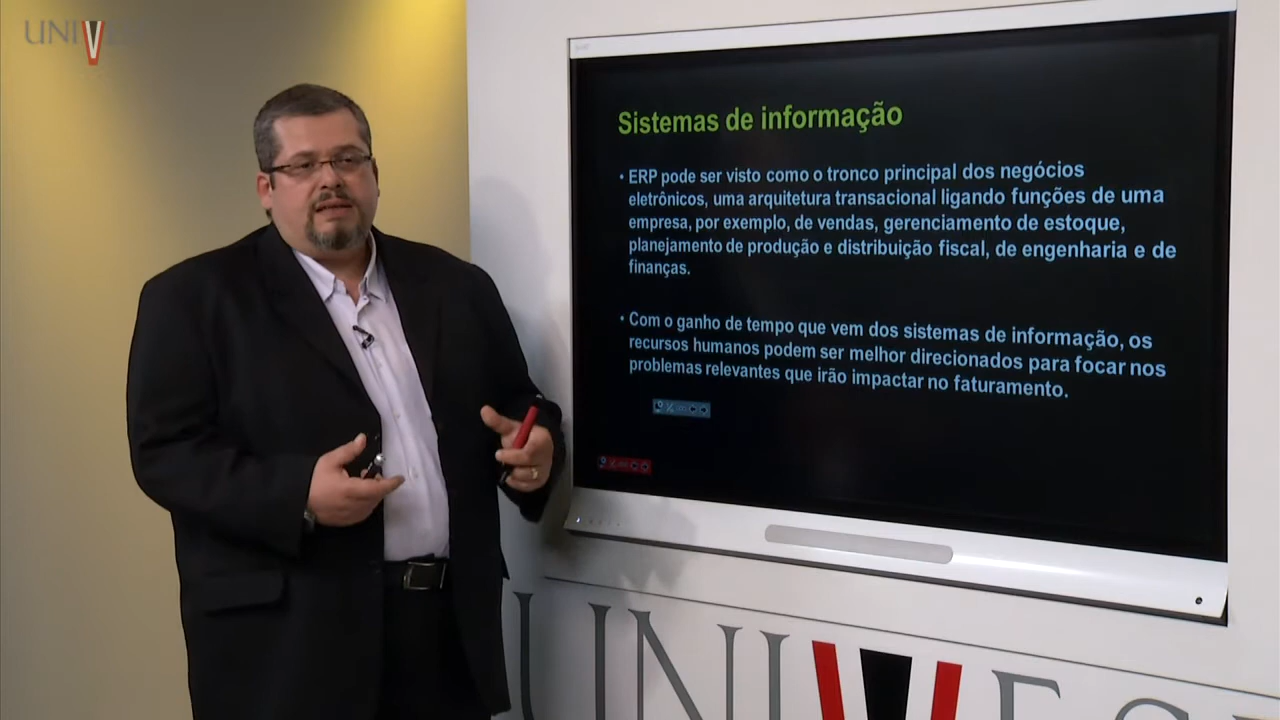 UNIVES
Sistemas de informação
• ERP pode ser visto como o tronco principal dos negócios
eletrônicos, uma arquitetura transacional ligando funções de uma
empresa, por exemplo, de vendas, gerenciamento de estoque,
planejamento de produção e distribuição fiscal, de engenharia e de
finanças.
• Com o ganho de tempo que vem dos sistemas de informação, os
recursos humanos podem ser melhor direcionados para focar nos
problemas relevantes que irão impactar no faturamento.
UNIVES